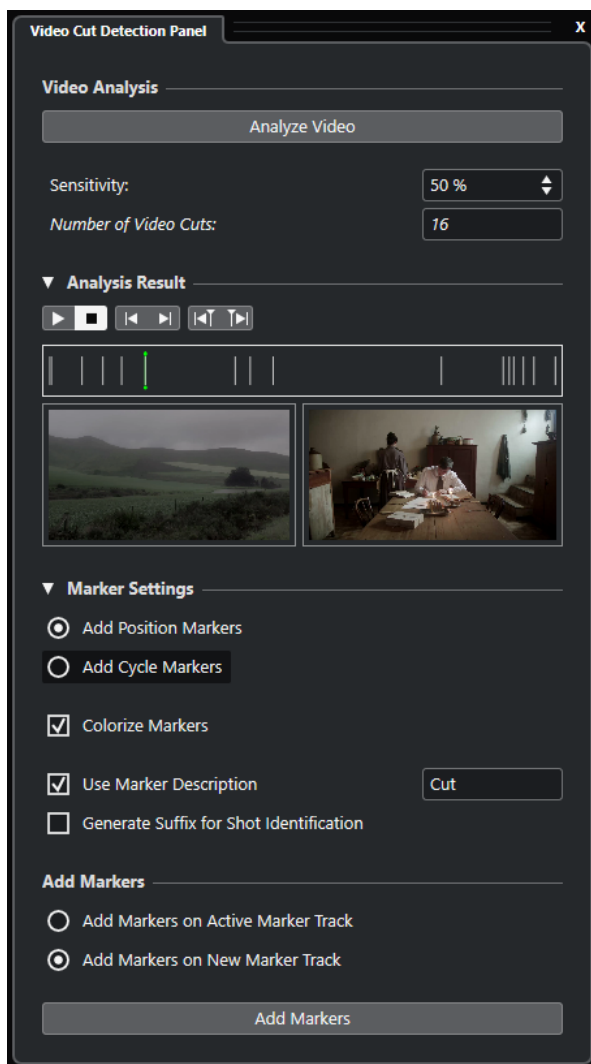 Video Cut Detection Panel
X
Video Analysis
Analyze Video
Sensitivity: 50 %
Number of Video Cuts: 16
Analysis Result
Marker Settings
Add Position Markers
Add Cycle Markers
Colorize Markers
Use Marker Description Cut
Generate Suffix for Shot Identification
Add Markers
Add Markers on Active Marker Track
Add Markers on New Marker Track
Add Markers